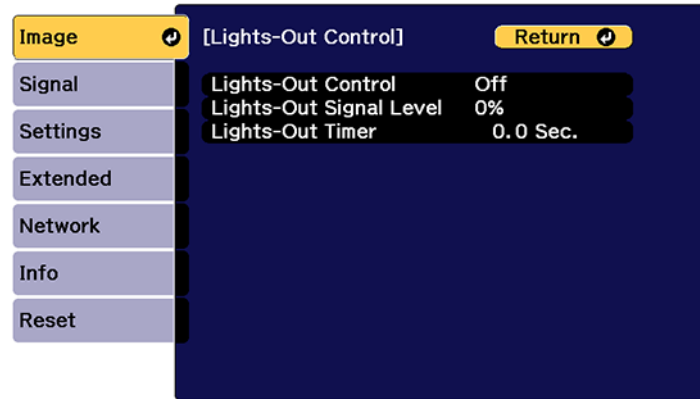 Image
[Lights-Out Control] Return
Signal
Lights-Out Control Off
Lights-Out Signal Level 0%
Settings
Lights-Out Timer 0.0 Sec.
Extended
Network
Info
Reset